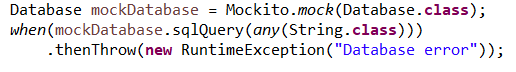 Database mockDatabase = Mockito.mock(Database.class);
when(mockDatabase.sqlQuery(any(String.class)))
.thenThrow(new RuntimeException("Database error"));